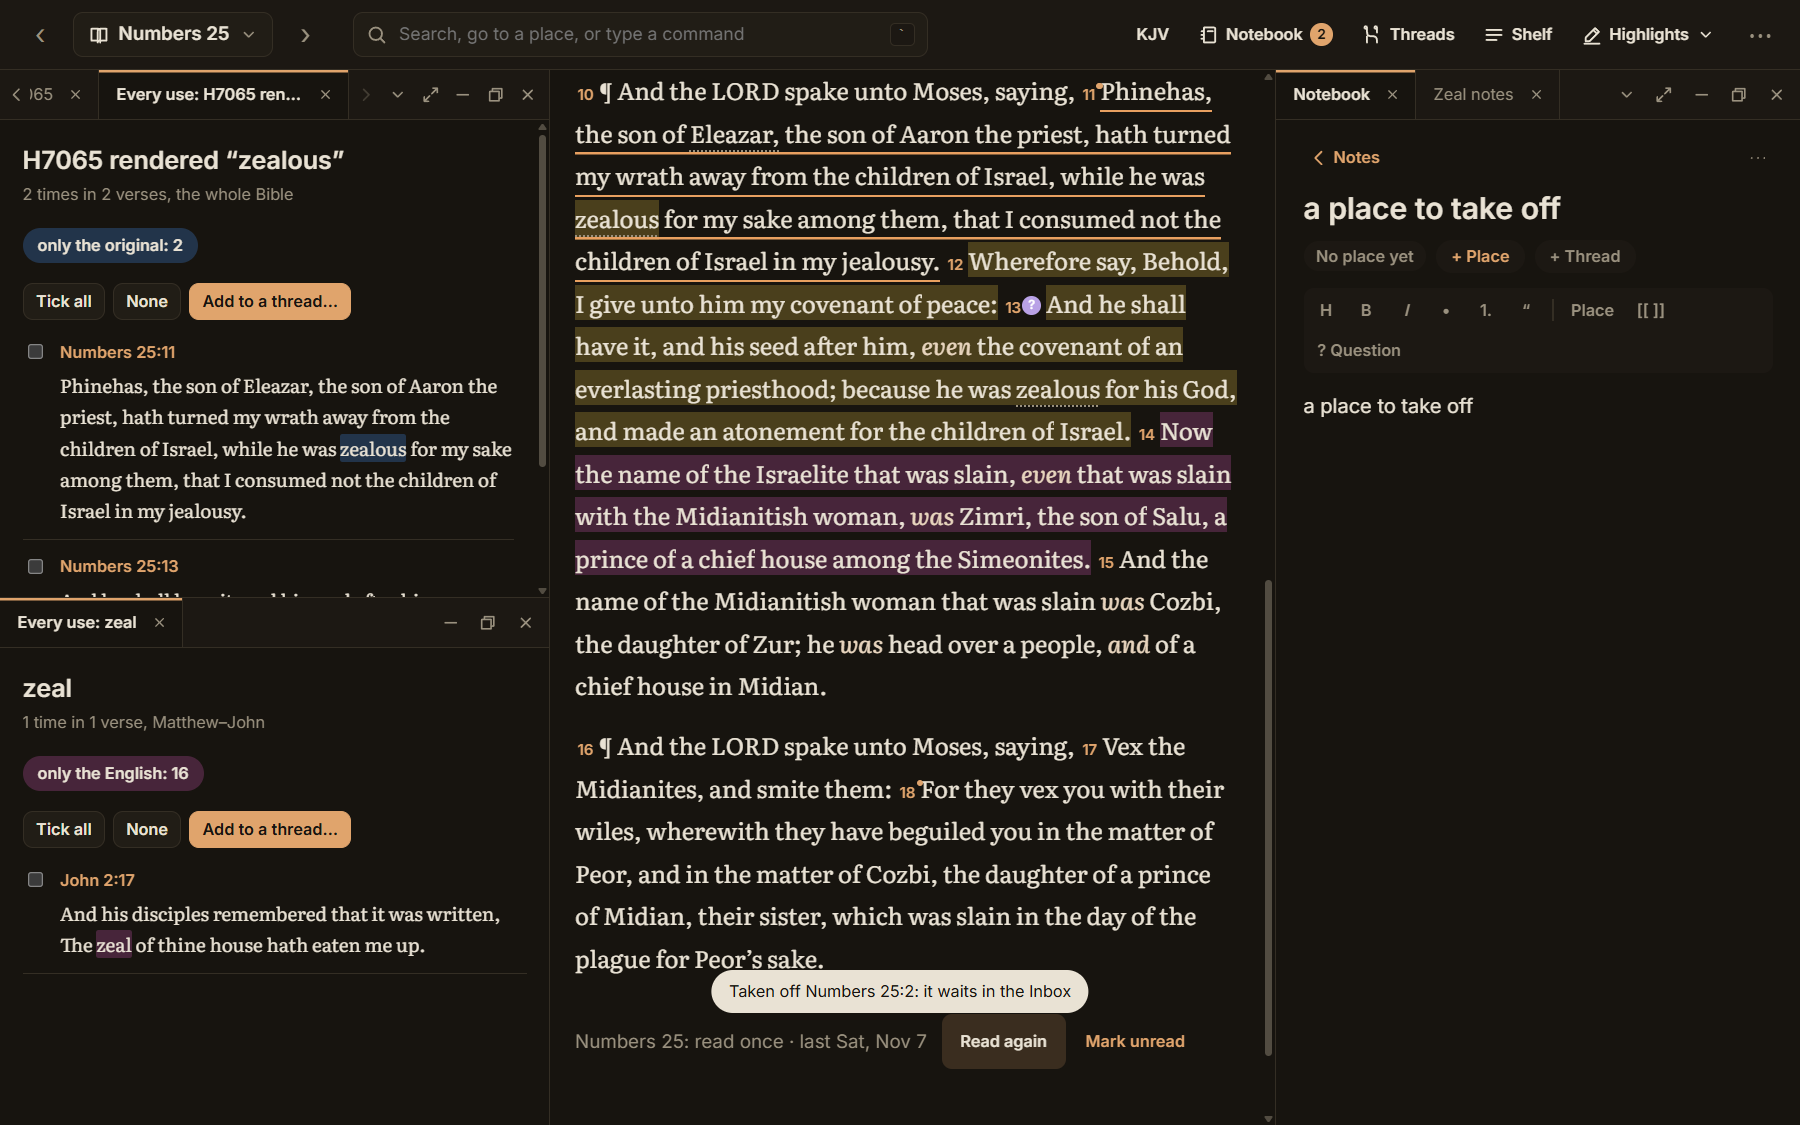 Numbers 25
Search, go to a place, or type a command
`
KJV
Notebook 2
Threads
Shelf
Highlights
...
)65
Every use: H7065 ren...
H7065 rendered “zealous”
2 times in 2 verses, the whole Bible
only the original: 2
Tick all
None
Add to a thread...
Numbers 25:11
Phinehas, the son of Eleazar, the son of Aaron the
priest, hath turned my wrath away from the
children of Israel, while he was zealous for my sake
among them, that I consumed not the children of
Israel in my jealousy.
Numbers 25:13
Every use: zeal
zeal
1 time in 1 verse, Matthew–John
only the English: 16
Tick all
None
Add to a thread...
John 2:17
And his disciples remembered that it was written,
The zeal of thine house hath eaten me up.
10 ¶ And the LORD spake unto Moses, saying, 11 Phinehas,
the son of Eleazar, the son of Aaron the priest, hath turned
my wrath away from the children of Israel, while he was
zealous for my sake among them, that I consumed not the
children of Israel in my jealousy. 12 Wherefore say, Behold,
I give unto him my covenant of peace: 13 ? And he shall
have it, and his seed after him, even the covenant of an
everlasting priesthood; because he was zealous for his God,
and made an atonement for the children of Israel. 14 Now
the name of the Israelite that was slain, even that was slain
with the Midianitish woman, was Zimri, the son of Salu, a
prince of a chief house among the Simeonites. 15 And the
name of the Midianitish woman that was slain was Cozbi,
the daughter of Zur; he was head over a people, and of a
chief house in Midian.
16 ¶ And the LORD spake unto Moses, saying, 17 Vex the
Midianites, and smite them: 18 For they vex you with their
wiles, wherewith they have beguiled you in the matter of
Peor, and in the matter of Cozbi, the daughter of a prince
of Midian, their sister, which was slain in the day of the
plague for Peor’s sake.
Taken off Numbers 25:2: it waits in the Inbox
Numbers 25: read once · last Sat, Nov 7
Read again
Mark unread
Notebook
Zeal notes
Notes
...
a place to take off
No place yet
+ Place
+ Thread
H B I • 1. “ Place [[ ]]
? Question
a place to take off